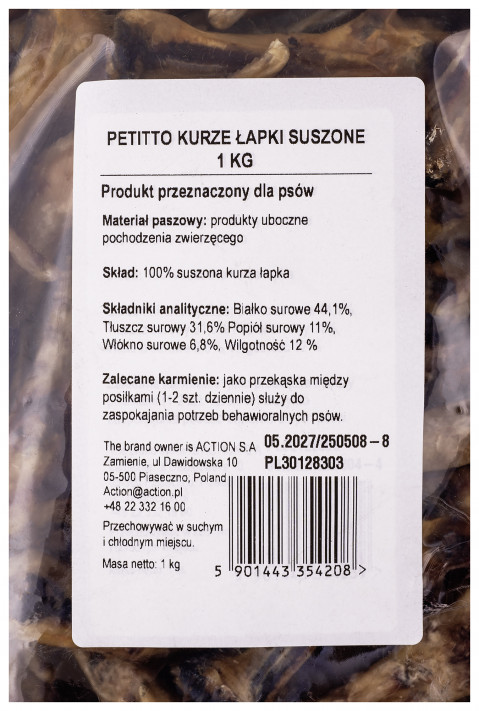 PETITTO KURZE ŁAPKI SUSZONE
1 KG
Produkt przeznaczony dla psów
Materiał paszowy: produkty uboczne
pochodzenia zwierzęcego
Skład: 100% suszona kurza łapka
Składniki analityczne: Białko surowe 44,1%,
Tłuszcz surowy 31,6% Popiół surowy 11%,
Włókno surowe 6,8%, Wilgotność 12 %
Zalecane karmienie: jako przekąska między
posiłkami (1-2 szt. dziennie) służy do
zaspokajania potrzeb behawioralnych psów.
The brand owner is ACTION S.A
Zamienie, ul Dawidowska 10
05-500 Piaseczno, Poland
Action@action.pl
+48 22 332 16 00
05.2027/250508-8
PL30128303
Przechowywać w suchym
i chłodnym miejscu.
Masa netto: 1 kg
5 901443 354208 >